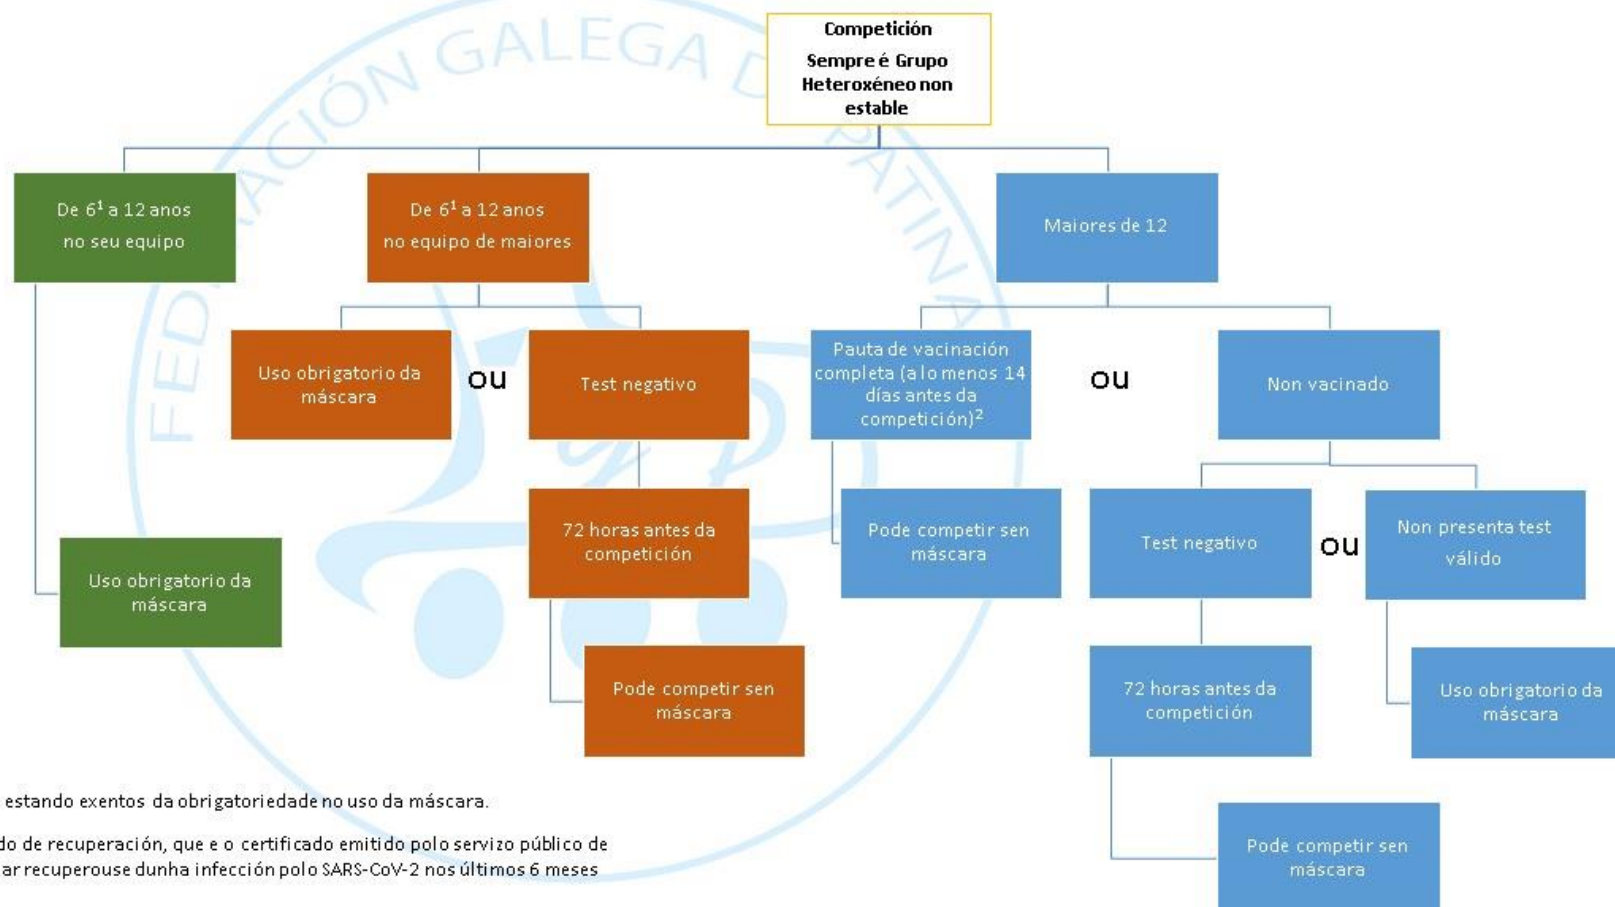 Competición
Sempre é Grupo
Heteroxéneo non
estable
FEDERACIÓN GALEGA D PATINA
De 6¹ a 12 anos
no seu equipo
De 6¹ a 12 anos
no equipo de maiores
Maiores de 12
Uso obrigatorio da
máscara
ou
Test negativo
Pauta de vacinación
completa (a lo menos 14
días antes da
competición)²
ou
Non vacinado
Uso obrigatorio da
máscara
72 horas antes da
competición
Pode competir sen
máscara
Test negativo
ou
Non presenta test
válido
Pode competir sen
máscara
72 horas antes da
competición
Uso obrigatorio da
máscara
Pode competir sen
máscara
estando exentos da obrigatoriedade no uso da máscara.
do de recuperación, que e o certificado emitido polo servizo público de
ar recuperouse dunha infección polo SARS-CoV-2 nos últimos 6 meses